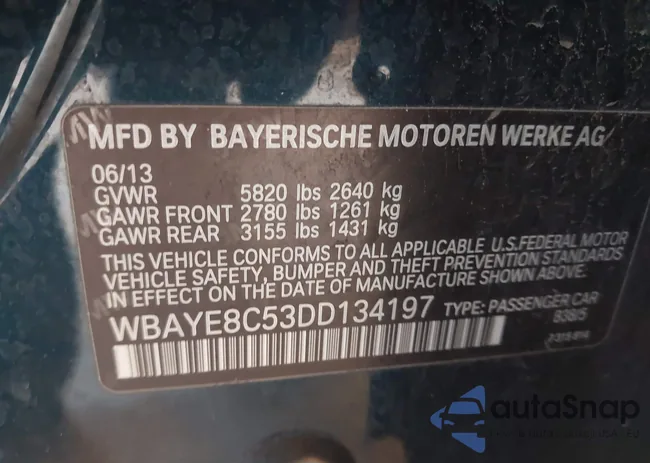 MFD BY BAYERISCHE MOTOREN WERKE AG
06/13
GVWR 5820 lbs 2640 kg
GAWR FRONT 2780 lbs 1261 kg
GAWR REAR 3155 lbs 1431 kg
THIS VEHICLE CONFORMS TO ALL APPLICABLE U.S.FEDERAL MOTOR
VEHICLE SAFETY, BUMPER AND THEFT PREVENTION STANDARDS
IN EFFECT ON THE DATE OF MANUFACTURE SHOWN ABOVE.
WBAYE8C53DD134197 TYPE: PASSENGER CAR
autoSnap